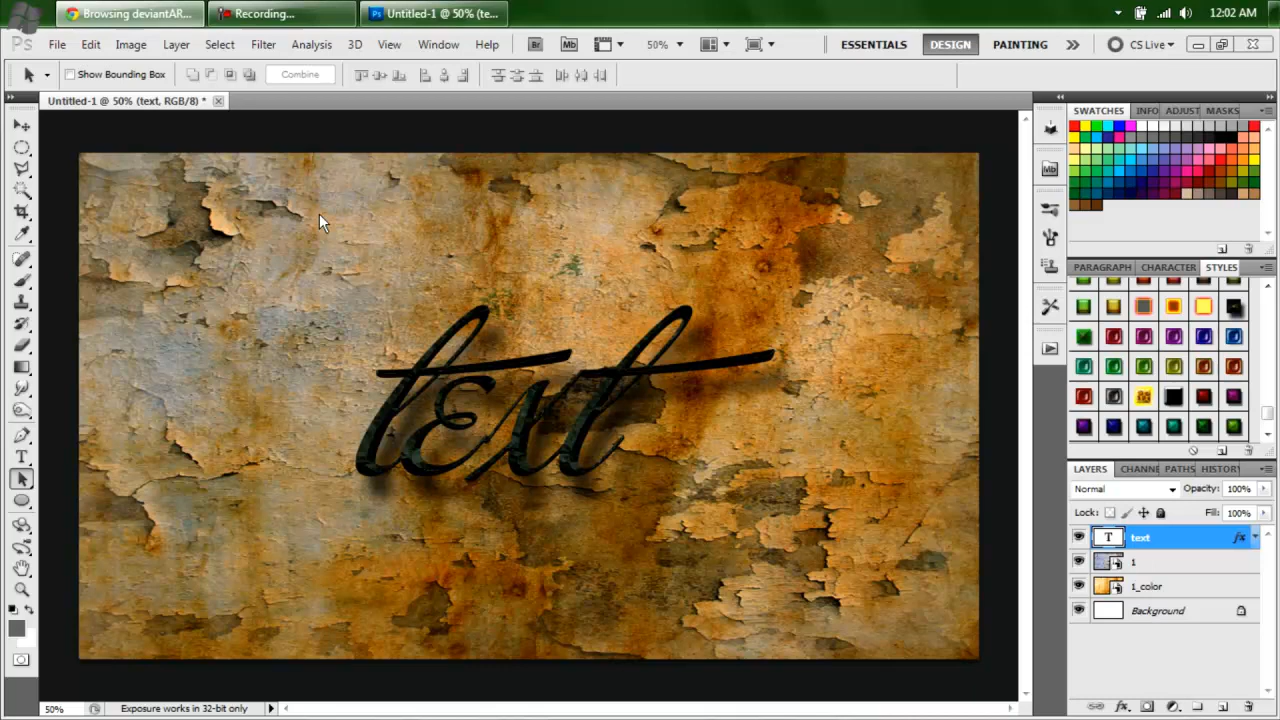 Browsing deviantAR... Recording... Untitled-1 @ 50% (te... 12:02 AM
Ps File Edit Image Layer Select Filter Analysis 3D View Window Help Br Mb 50% ESSENTIALS DESIGN PAINTING CS Live
Show Bounding Box Combine
Untitled-1 @ 50% (text, RGB/8) *
SWATCHES INFO ADJUST MASKS
Mb
PARAGRAPH CHARACTER STYLES
text
LAYERS CHANNE PATHS HISTORY
Normal Opacity: 100%
Lock: Fill: 100%
T text fx
1
1_color
Background
50% Exposure works in 32-bit only